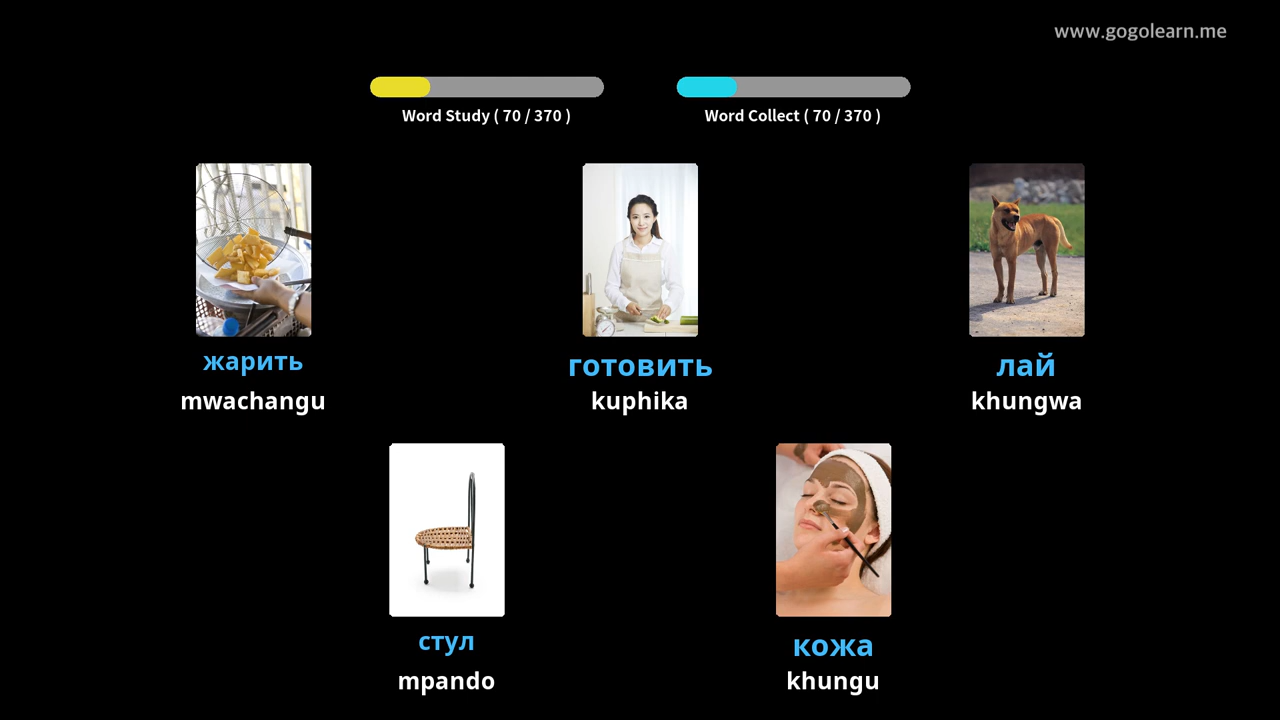 www.gogolearn.me
Word Study ( 70 / 370 )
Word Collect ( 70 / 370 )
жарить
готовить
лай
mwachangu
kuphika
khungwa
стул
кожа
mpando
khungu